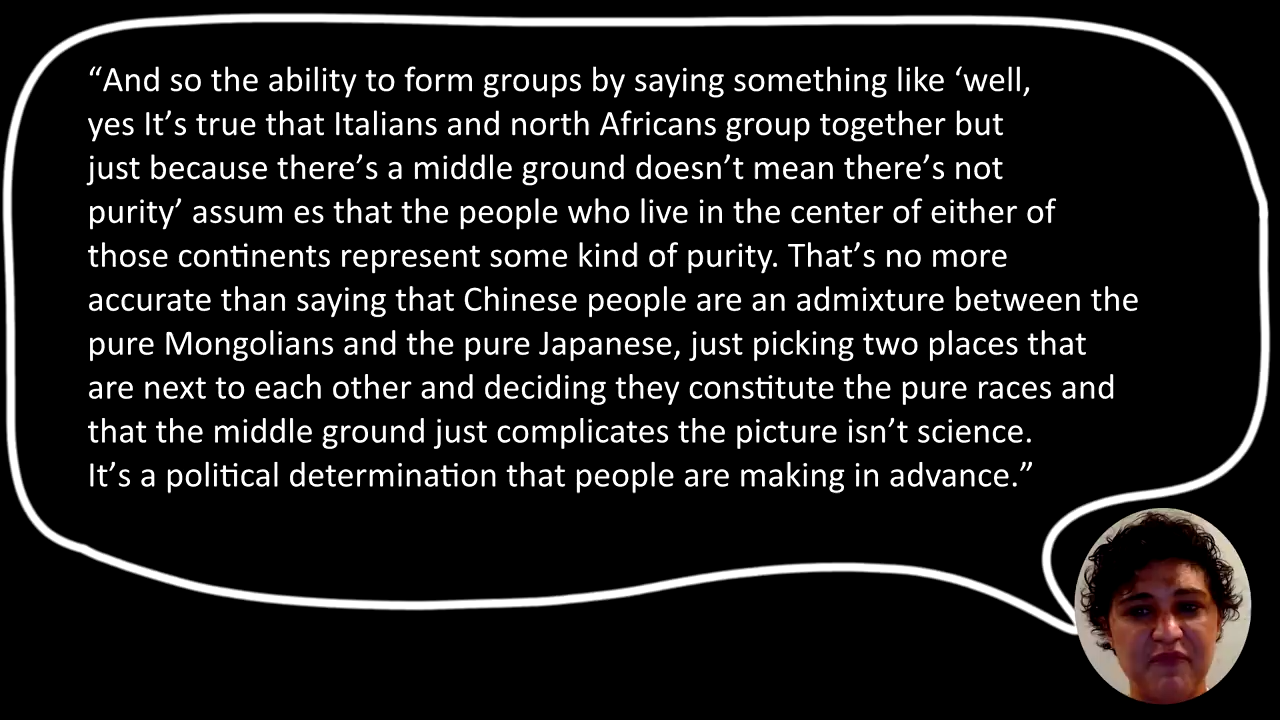 “And so the ability to form groups by saying something like ‘well,
yes It’s true that Italians and north Africans group together but
just because there’s a middle ground doesn’t mean there’s not
purity’ assum es that the people who live in the center of either of
those continents represent some kind of purity. That’s no more
accurate than saying that Chinese people are an admixture between the
pure Mongolians and the pure Japanese, just picking two places that
are next to each other and deciding they constitute the pure races and
that the middle ground just complicates the picture isn’t science.
It’s a political determination that people are making in advance.”